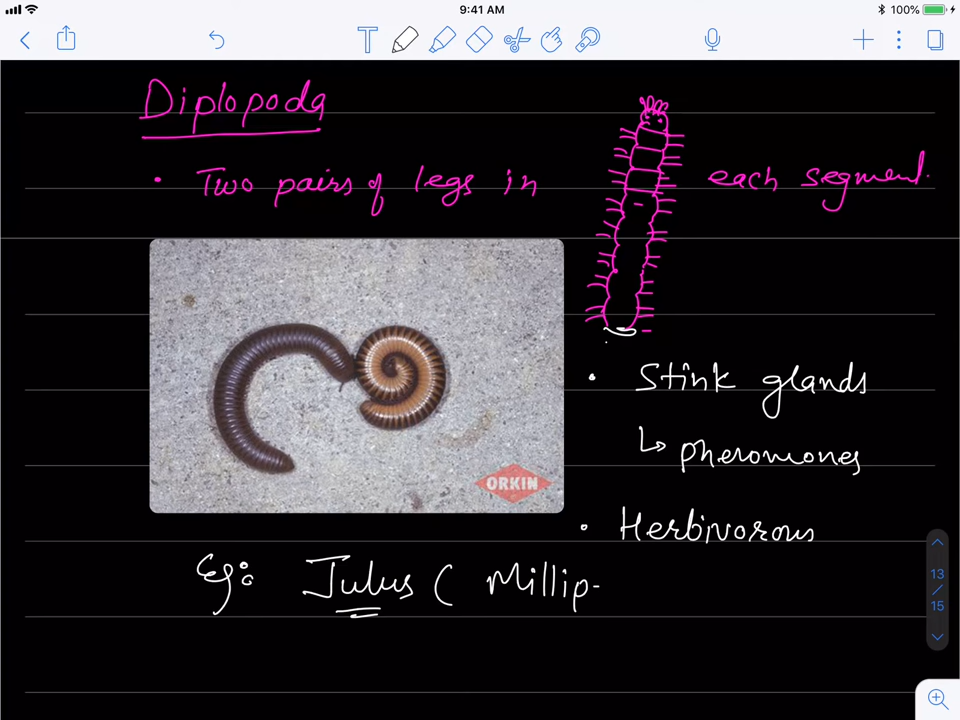 9:41 AM
100%
T
Diplopoda
• Two pairs of legs in each segment.
• Stink glands
↳ pheromones
ORKIN
• Herbivorous
Eg: Julus ( Millip-
13
/
15